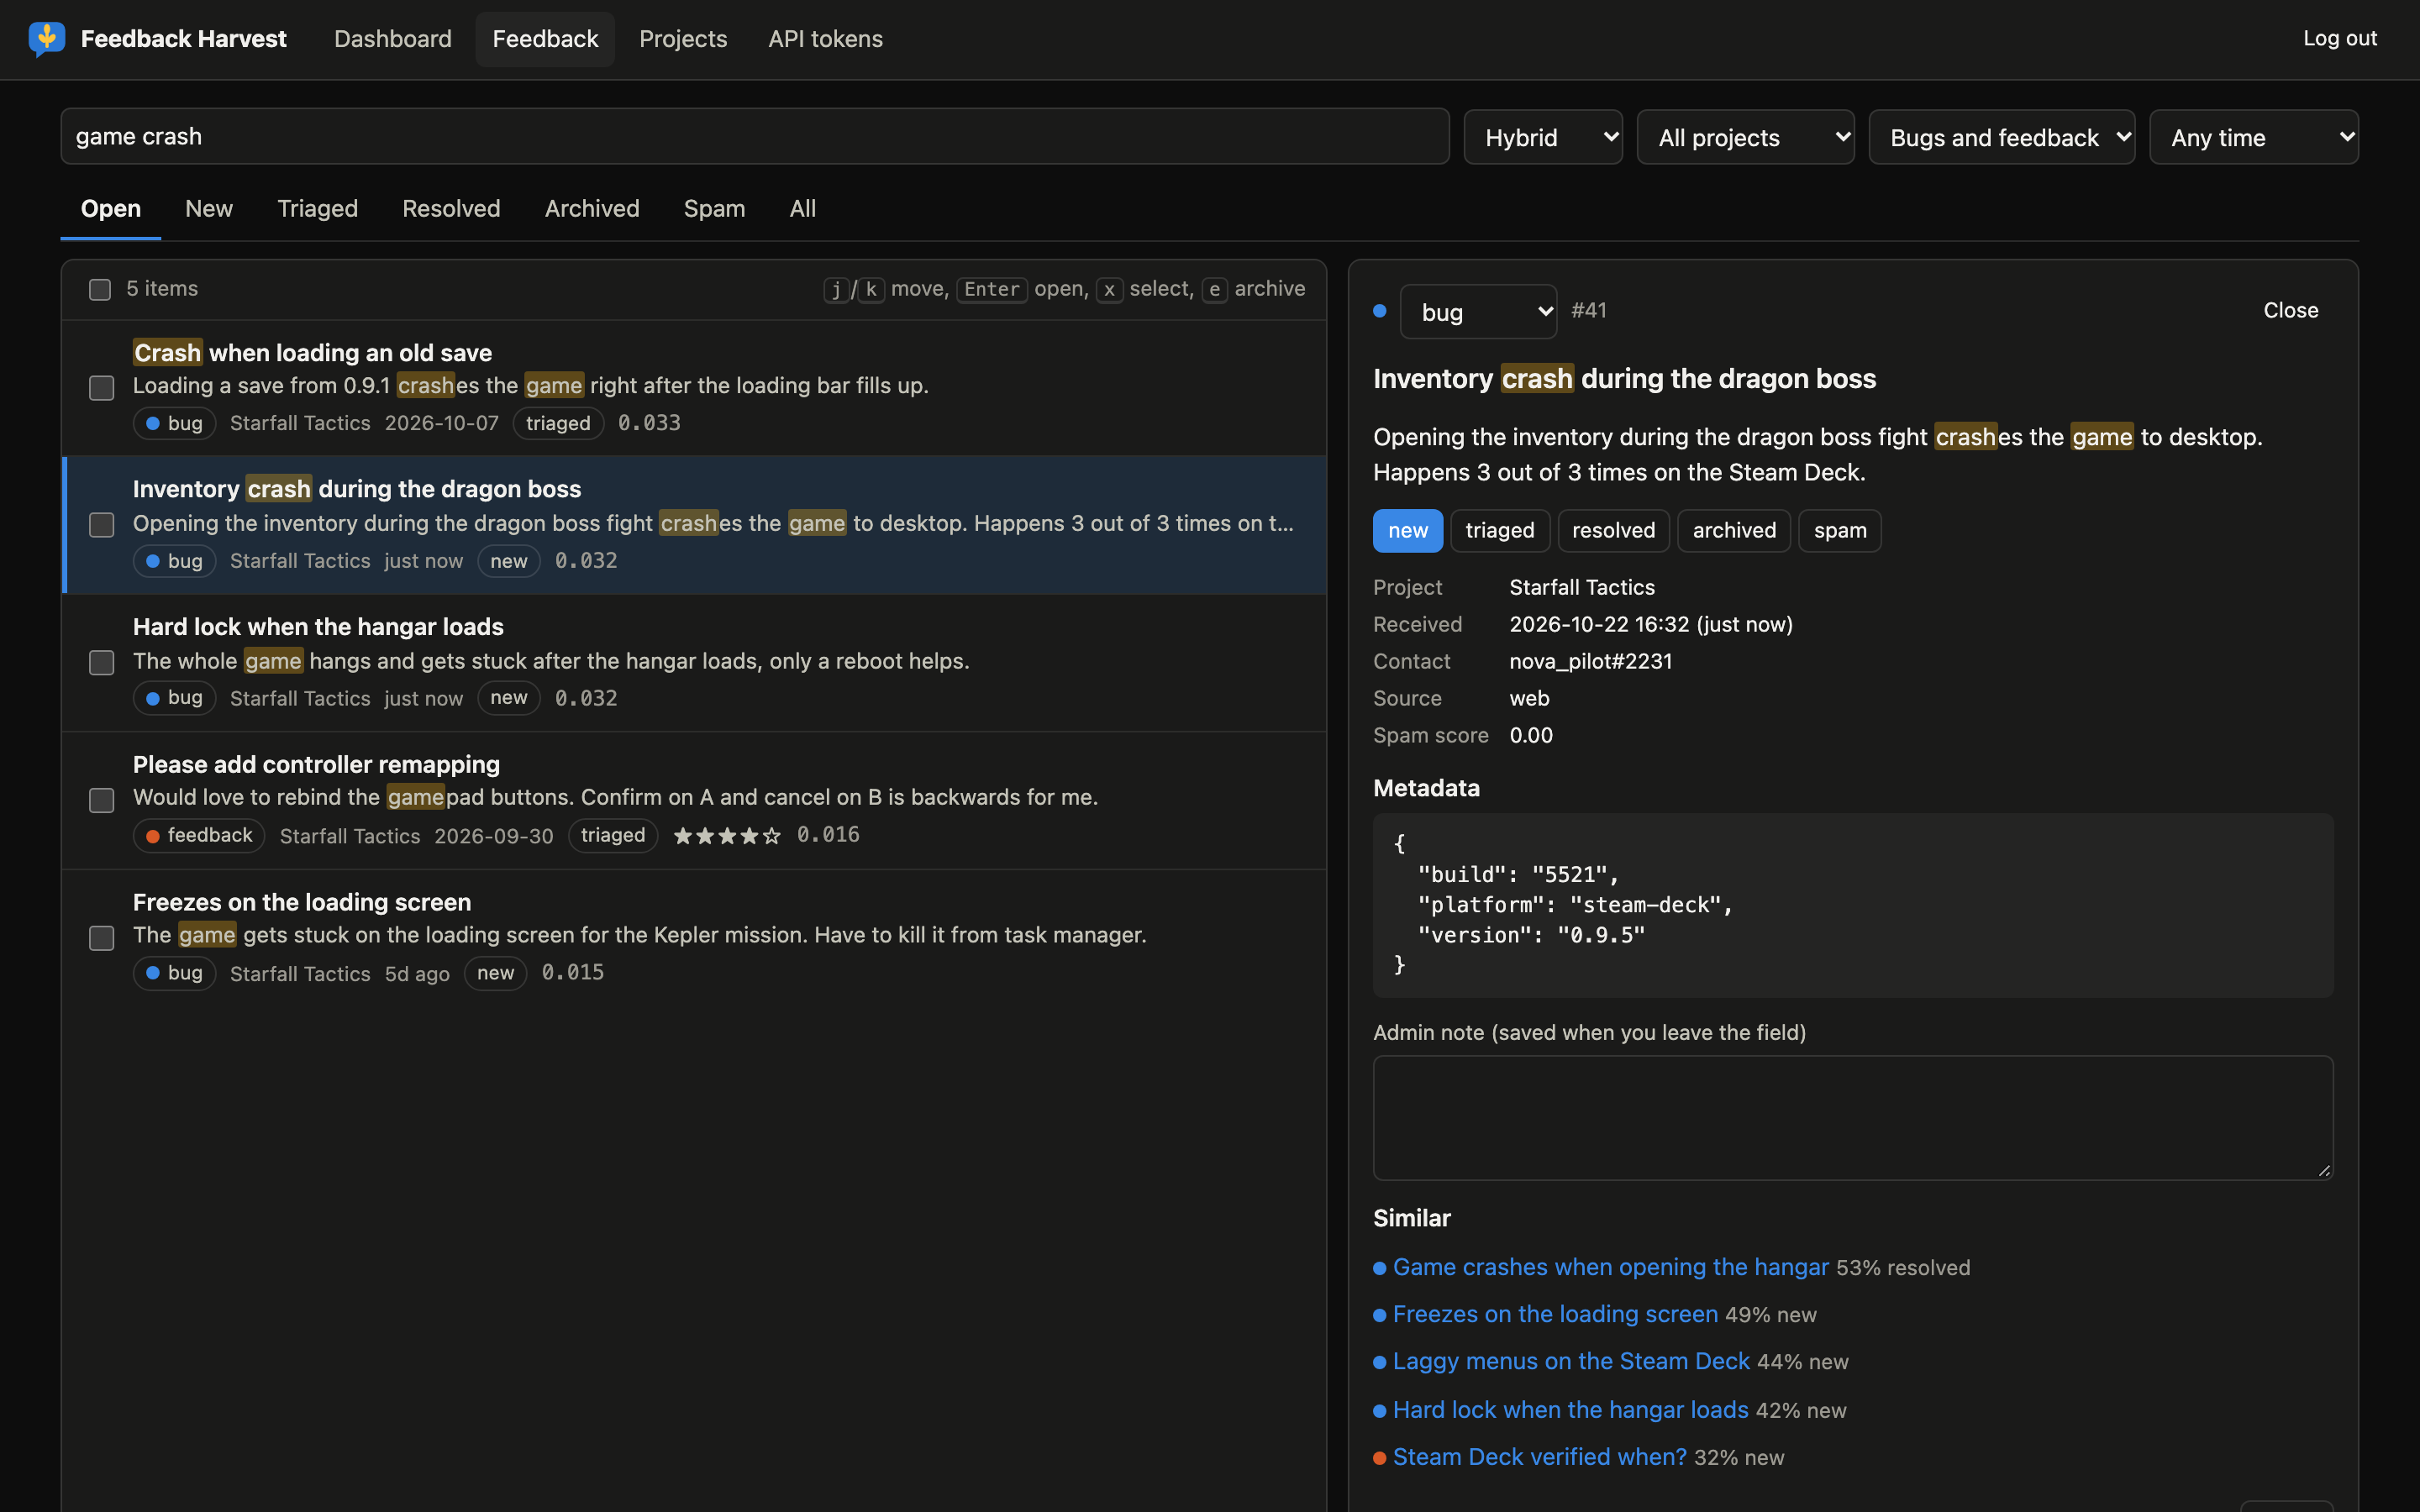 Feedback Harvest Dashboard Feedback Projects API tokens Log out
game crash Hybrid All projects Bugs and feedback Any time
Open New Triaged Resolved Archived Spam All
5 items j/k move, Enter open, x select, e archive
Crash when loading an old save
Loading a save from 0.9.1 crashes the game right after the loading bar fills up.
bug Starfall Tactics 2026-10-07 triaged 0.033
Inventory crash during the dragon boss
Opening the inventory during the dragon boss fight crashes the game to desktop. Happens 3 out of 3 times on t...
bug Starfall Tactics just now new 0.032
Hard lock when the hangar loads
The whole game hangs and gets stuck after the hangar loads, only a reboot helps.
bug Starfall Tactics just now new 0.032
Please add controller remapping
Would love to rebind the gamepad buttons. Confirm on A and cancel on B is backwards for me.
feedback Starfall Tactics 2026-09-30 triaged ★★★★☆ 0.016
Freezes on the loading screen
The game gets stuck on the loading screen for the Kepler mission. Have to kill it from task manager.
bug Starfall Tactics 5d ago new 0.015
bug #41 Close
Inventory crash during the dragon boss
Opening the inventory during the dragon boss fight crashes the game to desktop.
Happens 3 out of 3 times on the Steam Deck.
new triaged resolved archived spam
Project Starfall Tactics
Received 2026-10-22 16:32 (just now)
Contact nova_pilot#2231
Source web
Spam score 0.00
Metadata
{
"build": "5521",
"platform": "steam-deck",
"version": "0.9.5"
}
Admin note (saved when you leave the field)
Similar
Game crashes when opening the hangar 53% resolved
Freezes on the loading screen 49% new
Laggy menus on the Steam Deck 44% new
Hard lock when the hangar loads 42% new
Steam Deck verified when? 32% new